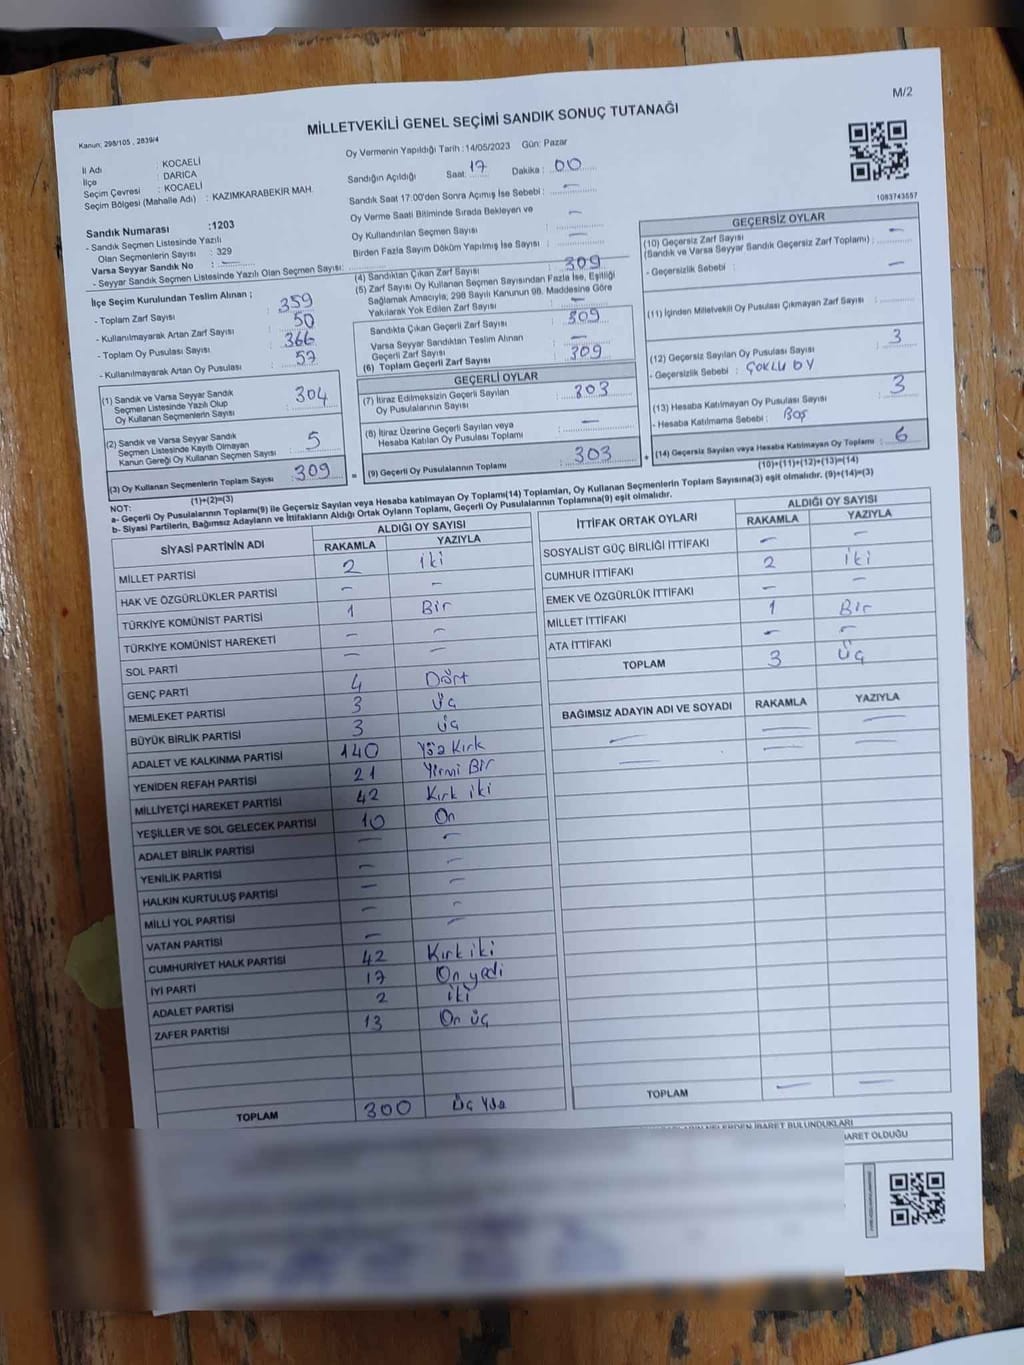 M/2
Kanun: 298/105 , 2839/4
MİLLETVEKİLİ GENEL SEÇİMİ SANDIK SONUÇ TUTANAĞI
İl Adı : KOCAELİ
İlçe : DARICA
Seçim Çevresi : KOCAELİ
Seçim Bölgesi (Mahalle Adı) : KAZIMKARABEKIR MAH.
Oy Vermenin Yapıldığı Tarih :14/05/2023 Gün: Pazar
Sandığın Açıldığı Saat: 17 Dakika : 00
Sandık Saat 17.00'den Sonra Açımış İse Sebebi : —
Oy Verme Saati Bitiminde Sırada Bekleyen ve
Oy Kullandırılan Seçmen Sayısı : —
Birden Fazla Sayım Döküm Yapılmış İse Sayısı : —
1083743557
Sandık Numarası :1203
- Sandık Seçmen Listesinde Yazılı
Olan Seçmenlerin Sayısı : 329
Varsa Seyyar Sandık No : —
- Seyyar Sandık Seçmen Listesinde Yazılı Olan Seçmen Sayısı:
İlçe Seçim Kurulundan Teslim Alınan ;
- Toplam Zarf Sayısı : 359
- Kullanılmayarak Artan Zarf Sayısı : 50
- Toplam Oy Pusulası Sayısı : 366
- Kullanılmayarak Artan Oy Pusulası : 57
(1) Sandık ve Varsa Seyyar Sandık
Seçmen Listesinde Yazılı Olup
Oy Kullanan Seçmenlerin Sayısı : 304
(2) Sandık ve Varsa Seyyar Sandık
Seçmen Listesinde Kayıtlı Olmayan
Kanun Gereği Oy Kullanan Seçmen Sayısı : 5
(3) Oy Kullanan Seçmenlerin Toplam Sayısı : 309
(1)+(2)=(3)
(4) Sandıktan Çıkan Zarf Sayısı : 309
(5) Zarf Sayısı Oy Kullanan Seçmen Sayısından Fazla İse, Eşitliği
Sağlamak Amacıyla, 298 Sayılı Kanunun 98. Maddesine Göre
Yakılarak Yok Edilen Zarf Sayısı : —
Sandıkta Çıkan Geçerli Zarf Sayısı : 309
Varsa Seyyar Sandıktan Teslim Alınan
Geçerli Zarf Sayısı : —
(6) Toplam Geçerli Zarf Sayısı : 309
GEÇERLİ OYLAR
(7) İtiraz Edilmeksizin Geçerli Sayılan
Oy Pusulalarının Sayısı : 303
(8) İtiraz Üzerine Geçerli Sayılan veya
Hesaba Katılan Oy Pusulası Toplamı : —
= (9) Geçerli Oy Pusulalarının Toplamı : 303
GEÇERSİZ OYLAR
(10) Geçersiz Zarf Sayısı : —
(Sandık ve Varsa Seyyar Sandık Geçersiz Zarf Toplamı)
- Geçersizlik Sebebi : —
(11) İçinden Milletvekili Oy Pusulası Çıkmayan Zarf Sayısı :
(12) Geçersiz Sayılan Oy Pusulası Sayısı : 3
- Geçersizlik Sebebi : ÇOKLU OY
(13) Hesaba Katılmayan Oy Pusulası Sayısı : 3
- Hesaba Katılmama Sebebi : Boş
+ (14) Geçersiz Sayılan veya Hesaba Katılmayan Oy Toplamı : 6
(10)+(11)+(12)+(13)=(14)
NOT:
a- Geçerli Oy Pusulalarının Toplamı(9) ile Geçersiz Sayılan veya Hesaba katılmayan Oy Toplamı(14) Toplamları, Oy Kullanan Seçmenlerin Toplam Sayısına(3) eşit olmalıdır. (9)+(14)=(3)
b- Siyasi Partilerin, Bağımsız Adayların ve İttifakların Aldığı Ortak Oyların Toplamı, Geçerli Oy Pusulalarının Toplamına(9) eşit olmalıdır.
SİYASİ PARTİNİN ADI ALDIĞI OY SAYISI
RAKAMLA YAZIYLA
MİLLET PARTİSİ 2 iki
HAK VE ÖZGÜRLÜKLER PARTİSİ — —
TÜRKİYE KOMÜNİST PARTİSİ 1 Bir
TÜRKİYE KOMÜNİST HAREKETİ — —
SOL PARTİ — —
GENÇ PARTİ 4 Dört
MEMLEKET PARTİSİ 3 üç
BÜYÜK BİRLİK PARTİSİ 3 üç
ADALET VE KALKINMA PARTİSİ 140 Yüz Kırk
YENİDEN REFAH PARTİSİ 21 Yirmi Bir
MİLLİYETÇİ HAREKET PARTİSİ 42 Kırk iki
YEŞİLLER VE SOL GELECEK PARTİSİ 10 On
ADALET BİRLİK PARTİSİ — —
YENİLİK PARTİSİ — —
HALKIN KURTULUŞ PARTİSİ — —
MİLLİ YOL PARTİSİ — —
VATAN PARTİSİ — —
CUMHURİYET HALK PARTİSİ 42 Kırk iki
İYİ PARTİ 17 On yedi
ADALET PARTİSİ 2 iki
ZAFER PARTİSİ 13 On üç
TOPLAM 300 Üç Yüz
İTTİFAK ORTAK OYLARI ALDIĞI OY SAYISI
RAKAMLA YAZIYLA
SOSYALİST GÜÇ BİRLİĞİ İTTİFAKI — —
CUMHUR İTTİFAKI 2 iki
EMEK VE ÖZGÜRLÜK İTTİFAKI — —
MİLLET İTTİFAKI 1 Bir
ATA İTTİFAKI — —
TOPLAM 3 Üç
BAĞIMSIZ ADAYIN ADI VE SOYADI RAKAMLA YAZIYLA
— — —
— — —
TOPLAM — —
NELERDEN İBARET BULUNDUKLARI
İBARET OLDUĞU